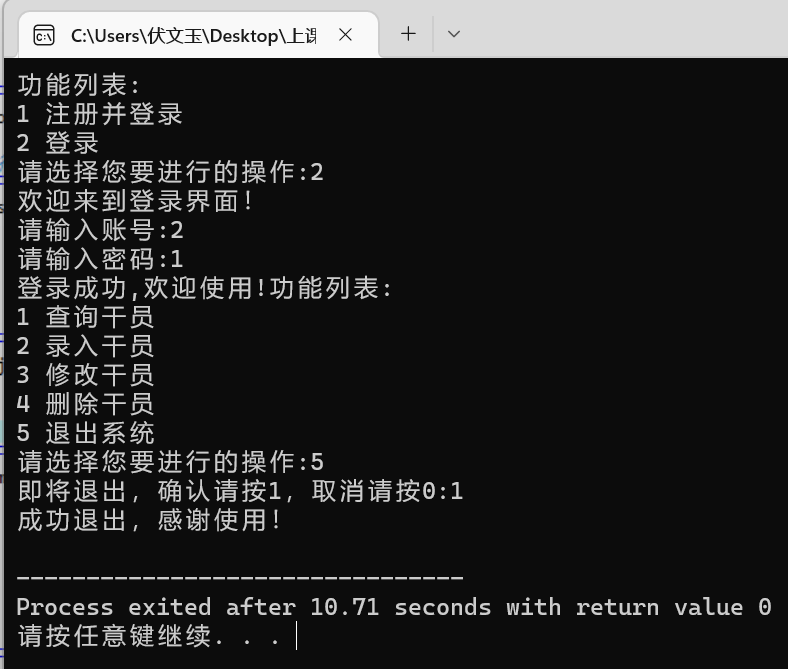 C:\Users\伏文玉\Desktop\上课
功能列表:
1 注册并登录
2 登录
请选择您要进行的操作:2
欢迎来到登录界面!
请输入账号:2
请输入密码:1
登录成功,欢迎使用!功能列表:
1 查询干员
2 录入干员
3 修改干员
4 删除干员
5 退出系统
请选择您要进行的操作:5
即将退出，确认请按1，取消请按0:1
成功退出，感谢使用!
--------------------------------
Process exited after 10.71 seconds with return value 0
请按任意键继续. . .